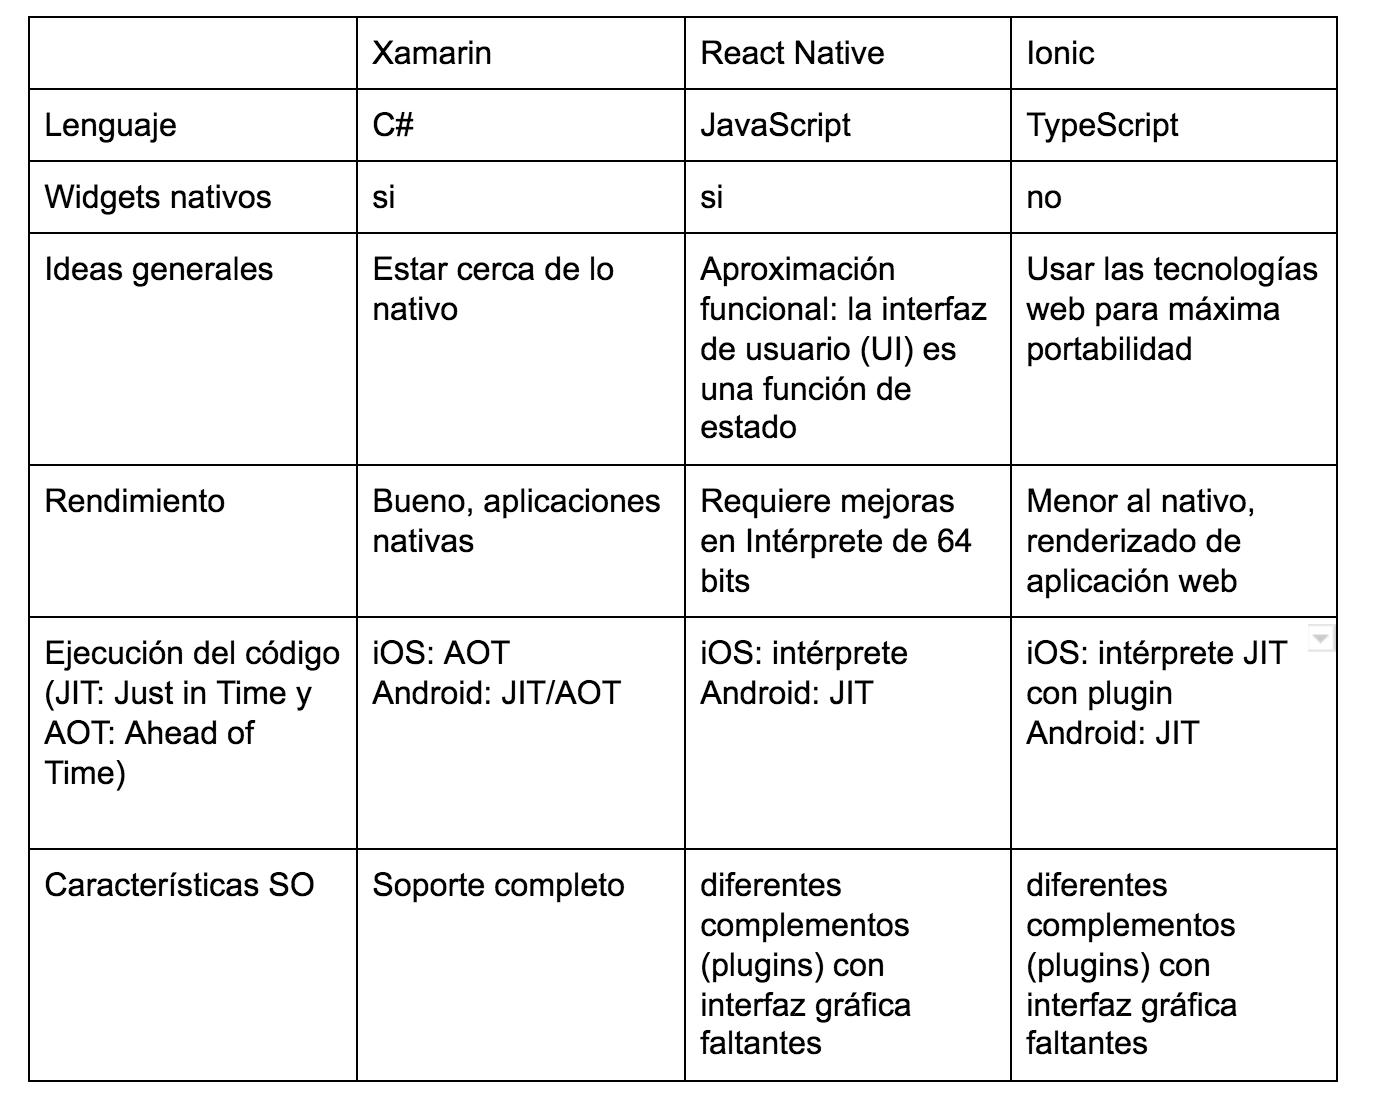 Xamarin
React Native
Ionic
Lenguaje
C#
JavaScript
TypeScript
Widgets nativos
si
si
no
Ideas generales
Estar cerca de lo
nativo
Aproximación
funcional: la interfaz
de usuario (UI) es
una función de
estado
Usar las tecnologías
web para máxima
portabilidad
Rendimiento
Bueno, aplicaciones
nativas
Requiere mejoras
en Intérprete de 64
bits
Menor al nativo,
renderizado de
aplicación web
Ejecución del código
(JIT: Just in Time y
AOT: Ahead of
Time)
iOS: AOT
Android: JIT/AOT
iOS: intérprete
Android: JIT
iOS: intérprete JIT
con plugin
Android: JIT
Características SO
Soporte completo
diferentes
complementos
(plugins) con
interfaz gráfica
faltantes
diferentes
complementos
(plugins) con
interfaz gráfica
faltantes